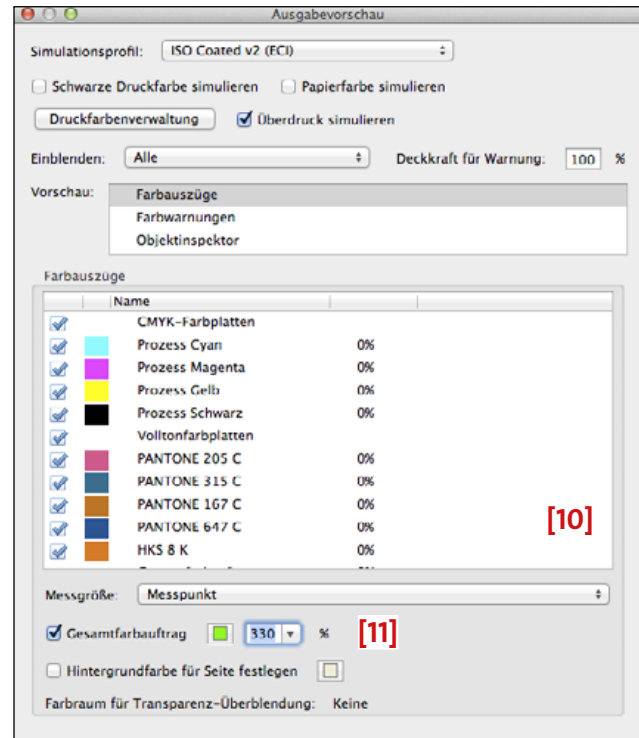 Ausgabevorschau
Simulationsprofil: ISO Coated v2 (ECI)
Schwarze Druckfarbe simulieren Papierfarbe simulieren
Druckfarbenverwaltung Überdruck simulieren
Einblenden: Alle Deckkraft für Warnung: 100 %
Vorschau: Farbauszüge
Farbwarnungen
Objektinspektor
Farbauszüge
Name
CMYK-Farbplatten
Prozess Cyan 0%
Prozess Magenta 0%
Prozess Gelb 0%
Prozess Schwarz 0%
Volltonfarbplatten
PANTONE 205 C 0%
PANTONE 315 C 0%
PANTONE 167 C 0%
PANTONE 647 C 0%
[10]
HKS 8 K 0%
Messgröße: Messpunkt
Gesamtfarbauftrag 330 % [11]
Hintergrundfarbe für Seite festlegen
Farbraum für Transparenz-Überblendung: Keine